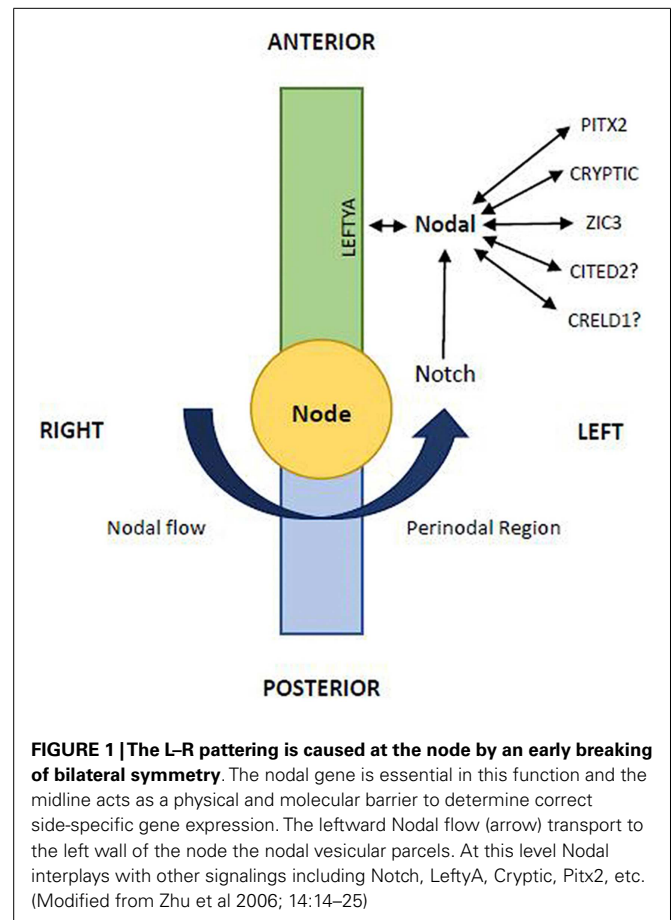 ANTERIOR
PITX2
CRYPTIC
LEFTYA
Nodal
ZIC3
CITED2?
CRELD1?
Notch
Node
RIGHT
LEFT
Nodal flow
Perinodal Region
POSTERIOR
FIGURE 1 | The L–R pattering is caused at the node by an early breaking
of bilateral symmetry. The nodal gene is essential in this function and the
midline acts as a physical and molecular barrier to determine correct
side-specific gene expression. The leftward Nodal flow (arrow) transport to
the left wall of the node the nodal vesicular parcels. At this level Nodal
interplays with other signalings including Notch, LeftyA, Cryptic, Pitx2, etc.
(Modified from Zhu et al 2006; 14:14–25)